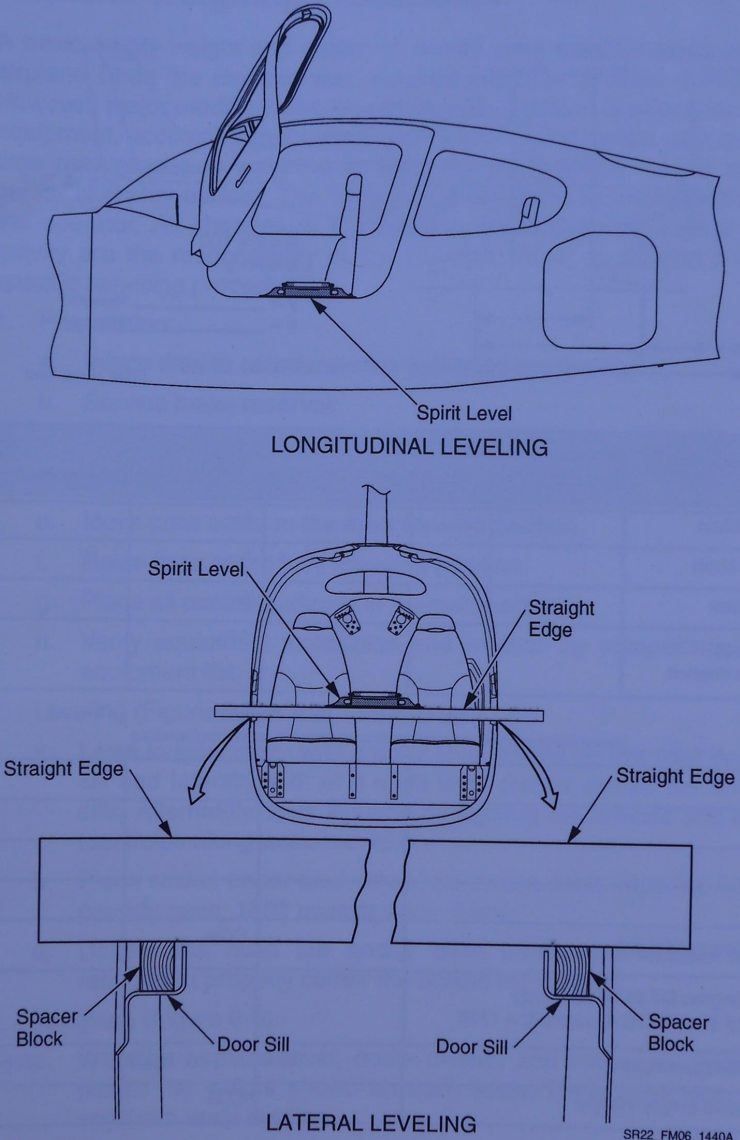 Spirit Level
LONGITUDINAL LEVELING
Spirit Level
Straight
Edge
Straight Edge
Straight Edge
Spacer
Block
Door Sill
Door Sill
Spacer
Block
LATERAL LEVELING
SR22_FM06_1440A